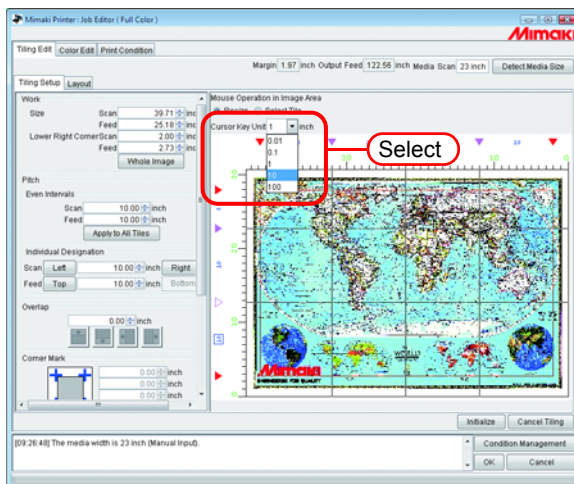 Mimaki Printer : Job Editor ( Full Color )
Mimaki
Tiling Edit Color Edit Print Condition
Margin 1.97 inch Output Feed 122.56 inch Media Scan 23 inch Detect Media Size
Tiling Setup Layout
Work
Size Scan 39.71 inc
Feed 25.18 inc
Lower Right CornerScan 2.00 inc
Feed 2.73 inc
Whole Image
Pitch
Even Intervals
Scan 10.00 inch
Feed 10.00 inch
Apply to All Tiles
Individual Designation
Scan Left 10.00 inch Right
Feed Top 10.00 inch Bottom
Overlap
0.00 inch
Corner Mark
0.00 inch
0.00 inch
0.00 inch
Mouse Operation in Image Area
Resize Select Tile
Cursor Key Unit 1 inch
0.01
0.1
1
10
100
Select
Mimaki
Initialize Cancel Tiling
[09:26:48] The media width is 23 inch (Manual Input).
Condition Management
OK Cancel